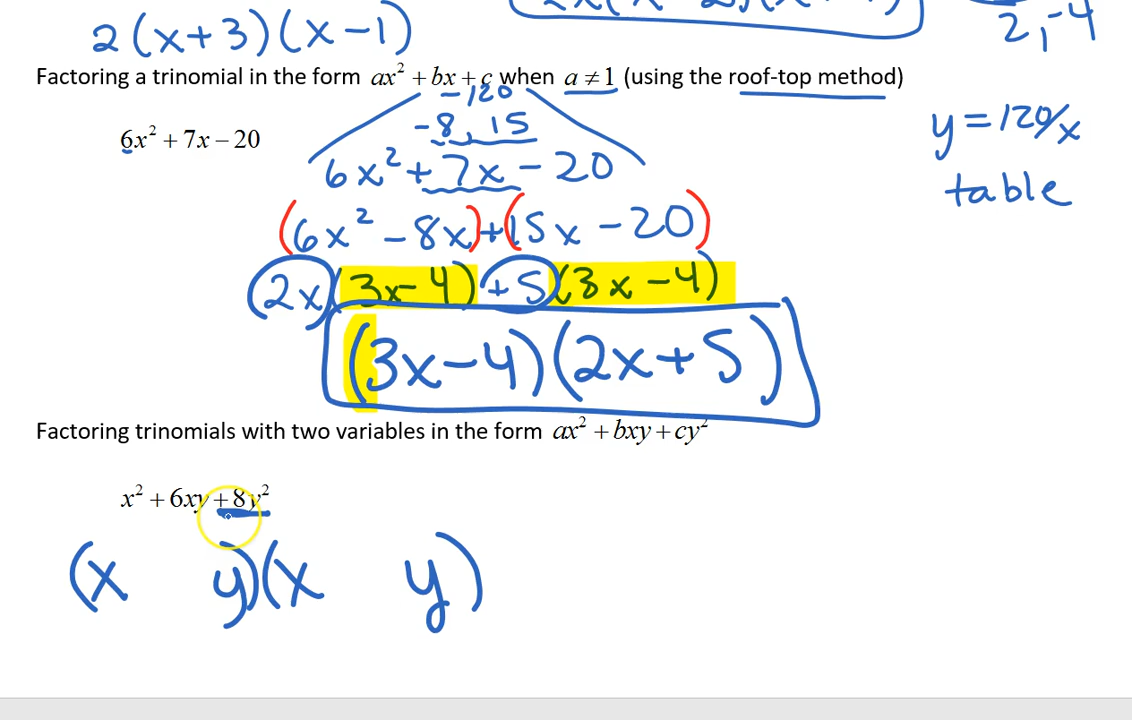 2(x+3)(x-1)
2,-4
Factoring a trinomial in the form ax² + bx + c when a ≠ 1 (using the roof-top method)
-120
-8, 15
y=120/x
table
6x² + 7x – 20
6x²+7x-20
(6x²-8x)+(15x-20)
2x(3x-4)+5(3x-4)
(3x-4)(2x+5)
Factoring trinomials with two variables in the form ax² + bxy + cy²
x² + 6xy + 8y²
(x y)(x y)